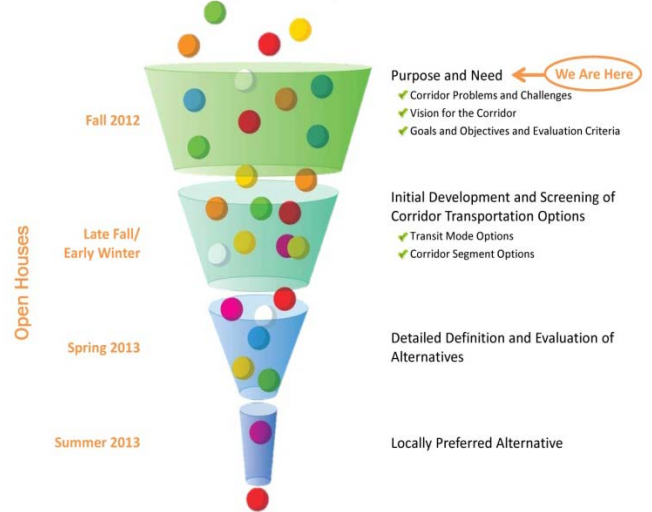 Purpose and Need
We Are Here
Corridor Problems and Challenges
Vision for the Corridor
Goals and Objectives and Evaluation Criteria
Fall 2012
Initial Development and Screening of
Corridor Transportation Options
Transit Mode Options
Corridor Segment Options
Late Fall/
Early Winter
Open Houses
Detailed Definition and Evaluation of
Alternatives
Spring 2013
Locally Preferred Alternative
Summer 2013